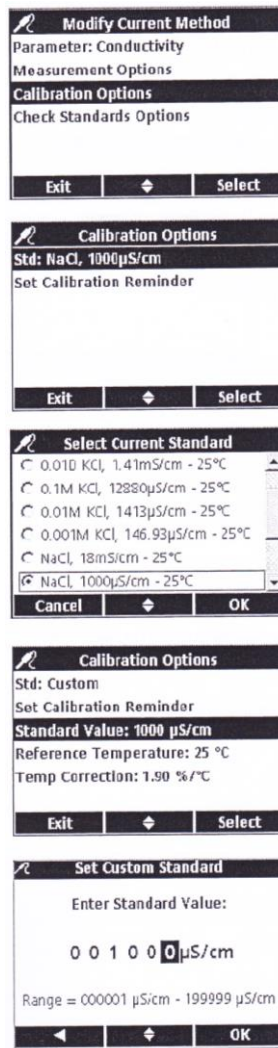 Modify Current Method
Parameter: Conductivity
Measurement Options
Calibration Options
Check Standards Options
Exit Select
Calibration Options
Std: NaCl, 1000µS/cm
Set Calibration Reminder
Exit Select
Select Current Standard
0.01D KCl, 1.41mS/cm - 25°C
0.1M KCl, 12880µS/cm - 25°C
0.01M KCl, 1413µS/cm - 25°C
0.001M KCl, 146.93µS/cm - 25°C
NaCl, 18mS/cm - 25°C
NaCl, 1000µS/cm - 25°C
Cancel OK
Calibration Options
Std: Custom
Set Calibration Reminder
Standard Value: 1000 µS/cm
Reference Temperature: 25 °C
Temp Correction: 1.90 %/°C
Exit Select
Set Custom Standard
Enter Standard Value:
0 0 1 0 0 0 µS/cm
Range = 000001 µS/cm - 199999 µS/cm
OK